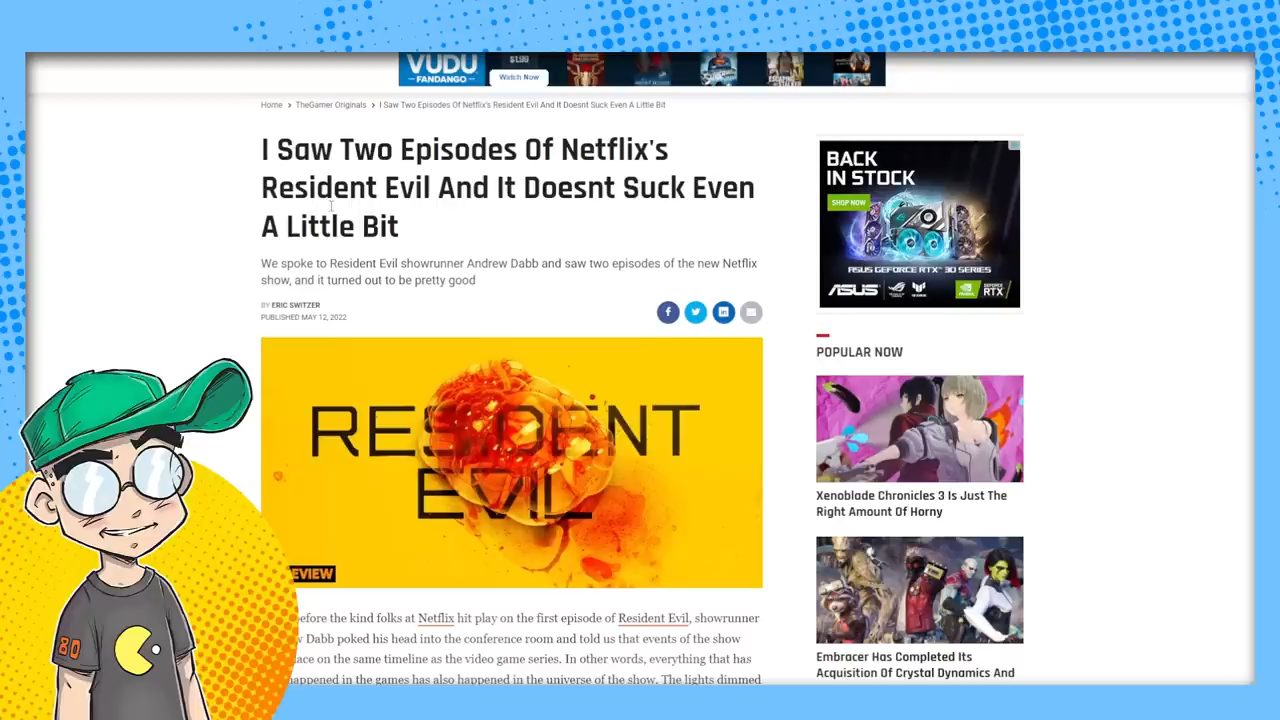 VUDU
FANDANGO
$1.99
Watch Now
Home > TheGamer Originals > I Saw Two Episodes Of Netflix's Resident Evil And It Doesnt Suck Even A Little Bit
I Saw Two Episodes Of Netflix's
Resident Evil And It Doesnt Suck Even
A Little Bit
We spoke to Resident Evil showrunner Andrew Dabb and saw two episodes of the new Netflix
show, and it turned out to be pretty good
BY ERIC SWITZER
PUBLISHED MAY 12, 2022
RESIDENT
EVIL
EVIEW
efore the kind folks at Netflix hit play on the first episode of Resident Evil, showrunner
w Dabb poked his head into the conference room and told us that events of the show
lace on the same timeline as the video game series. In other words, everything that has
happened in the games has also happened in the universe of the show. The lights dimmed
BACK
IN STOCK
SHOP NOW
ASUS GEFORCE RTX™ 30 SERIES
ASUS
GEFORCE
RTX
POPULAR NOW
Xenoblade Chronicles 3 Is Just The
Right Amount Of Horny
Embracer Has Completed Its
Acquisition Of Crystal Dynamics And
80